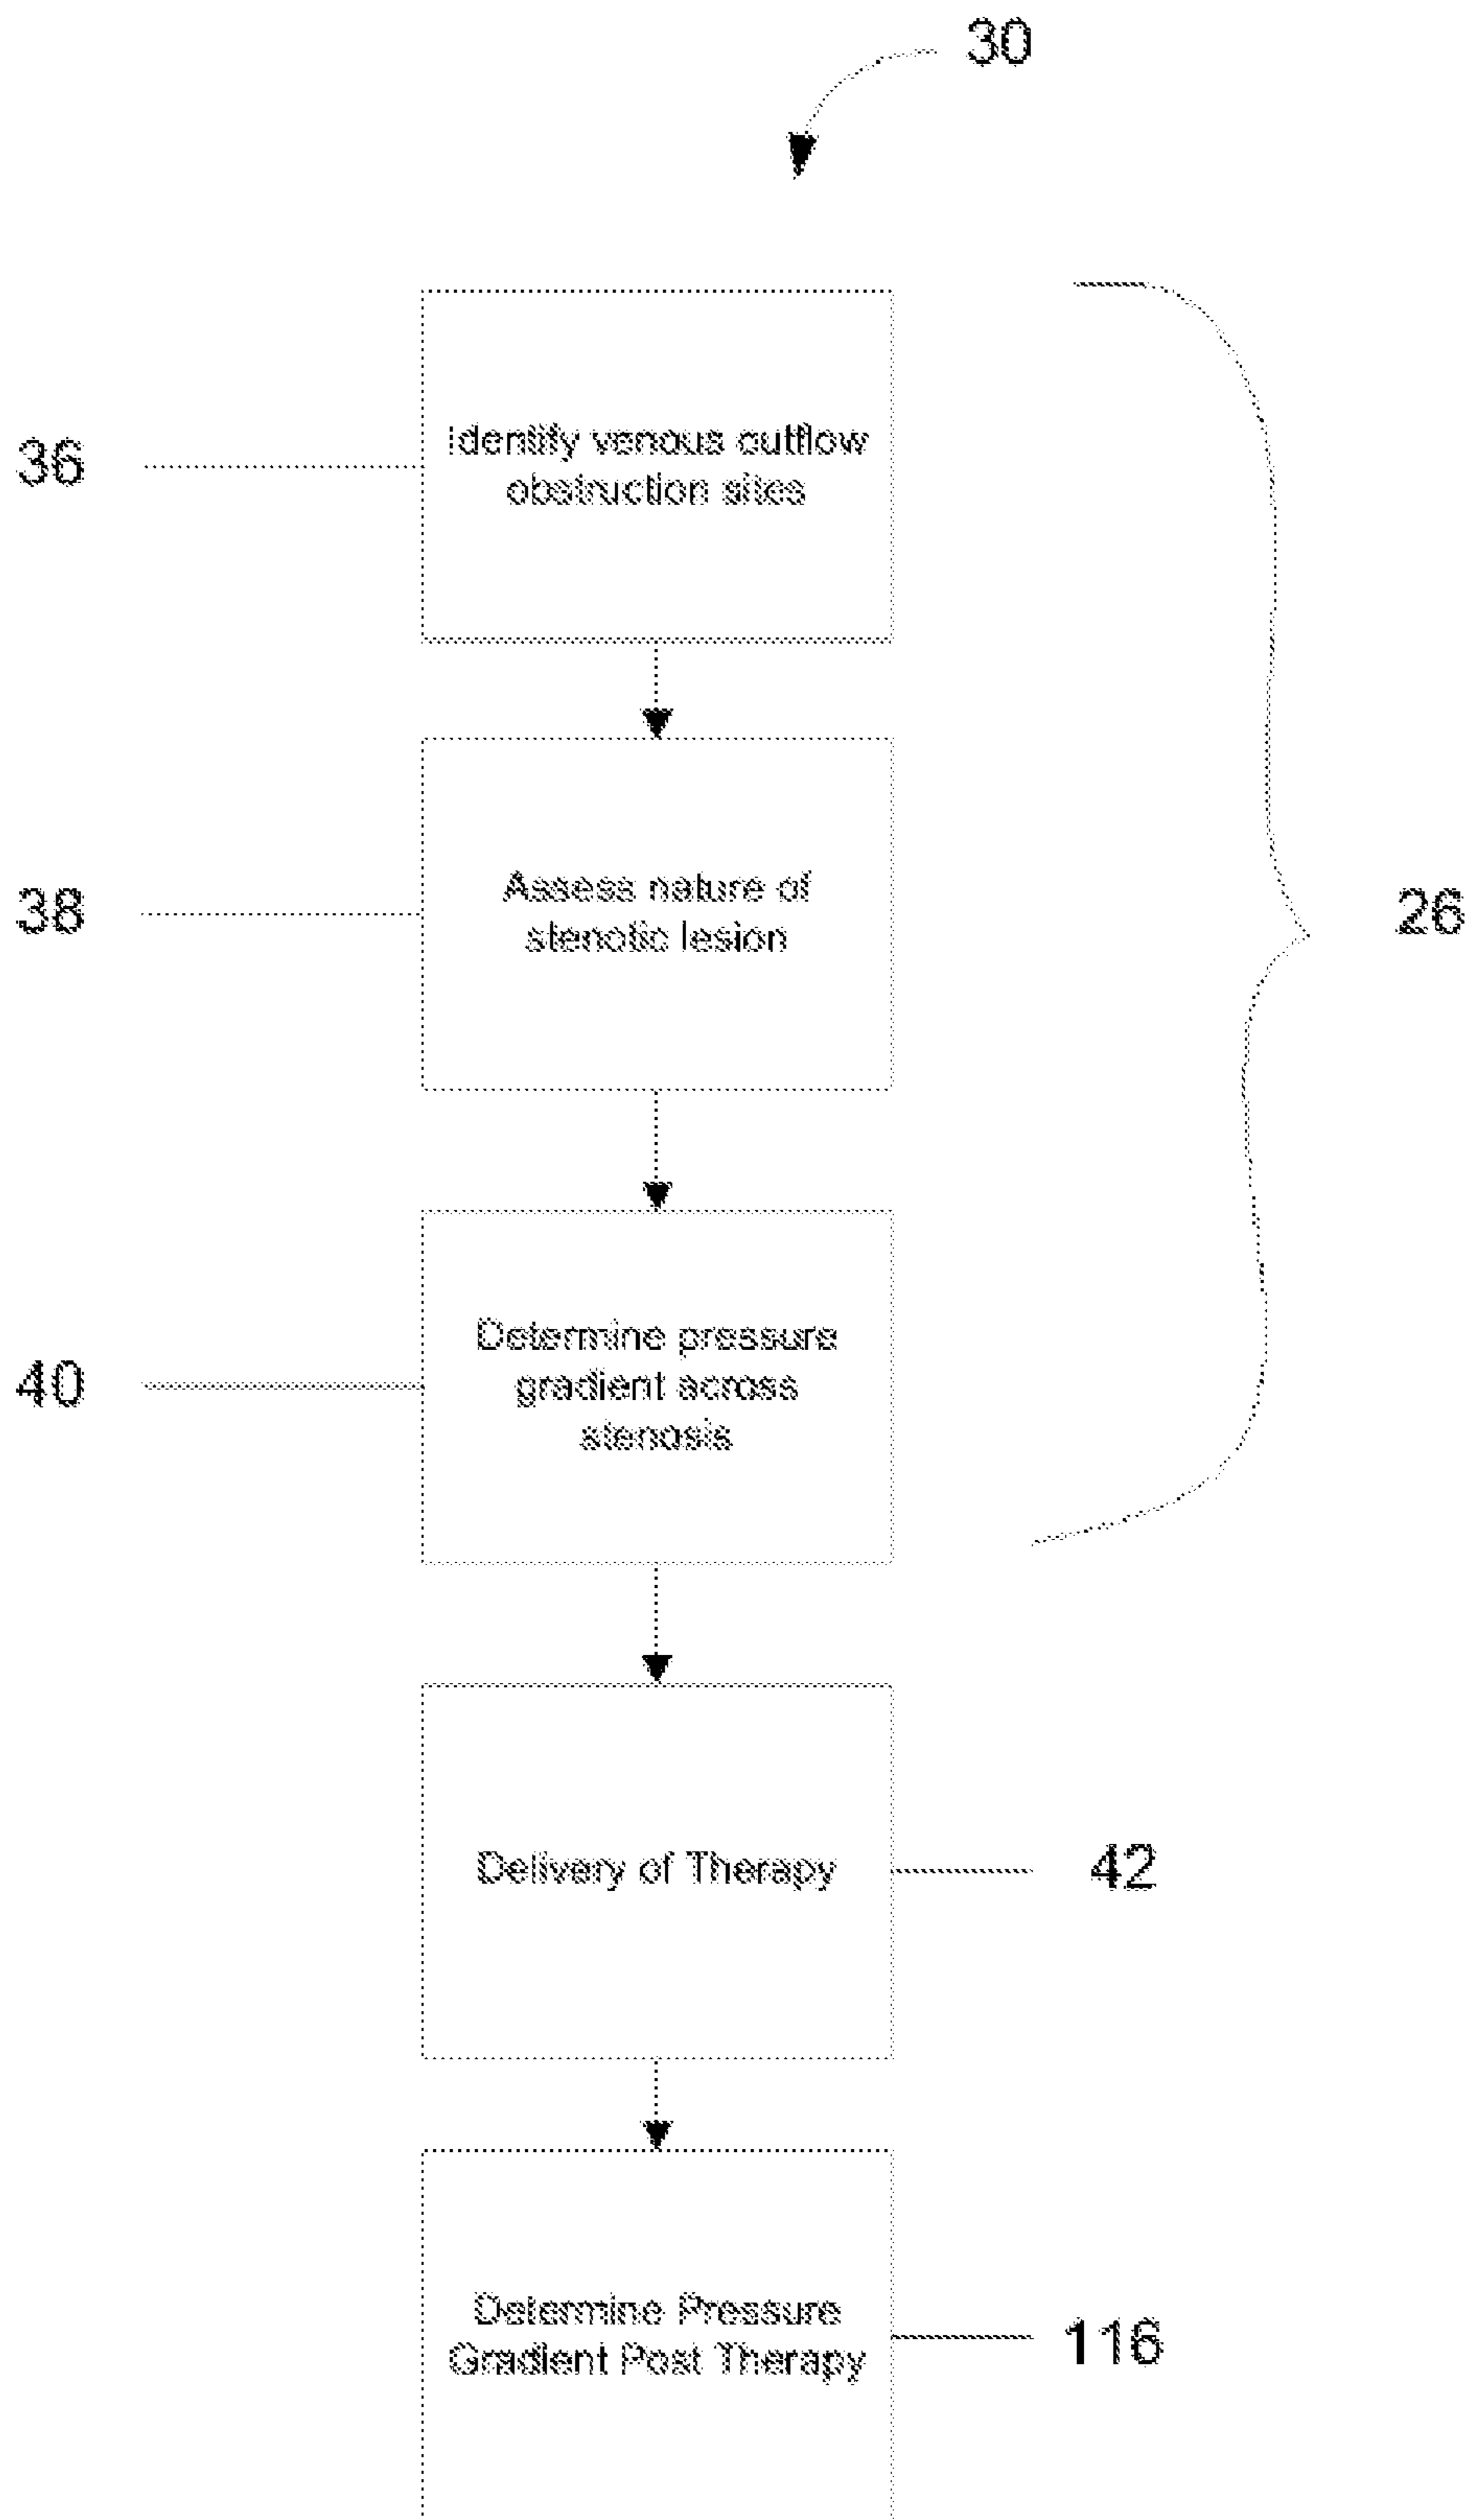 30
Identify venous outflow
obstruction sites
36
Assess nature of
stenotic lesion
38
26
Determine pressure
gradient across
stenosis
40
Delivery of Therapy
42
Determine Pressure
Gradient Post Therapy
116